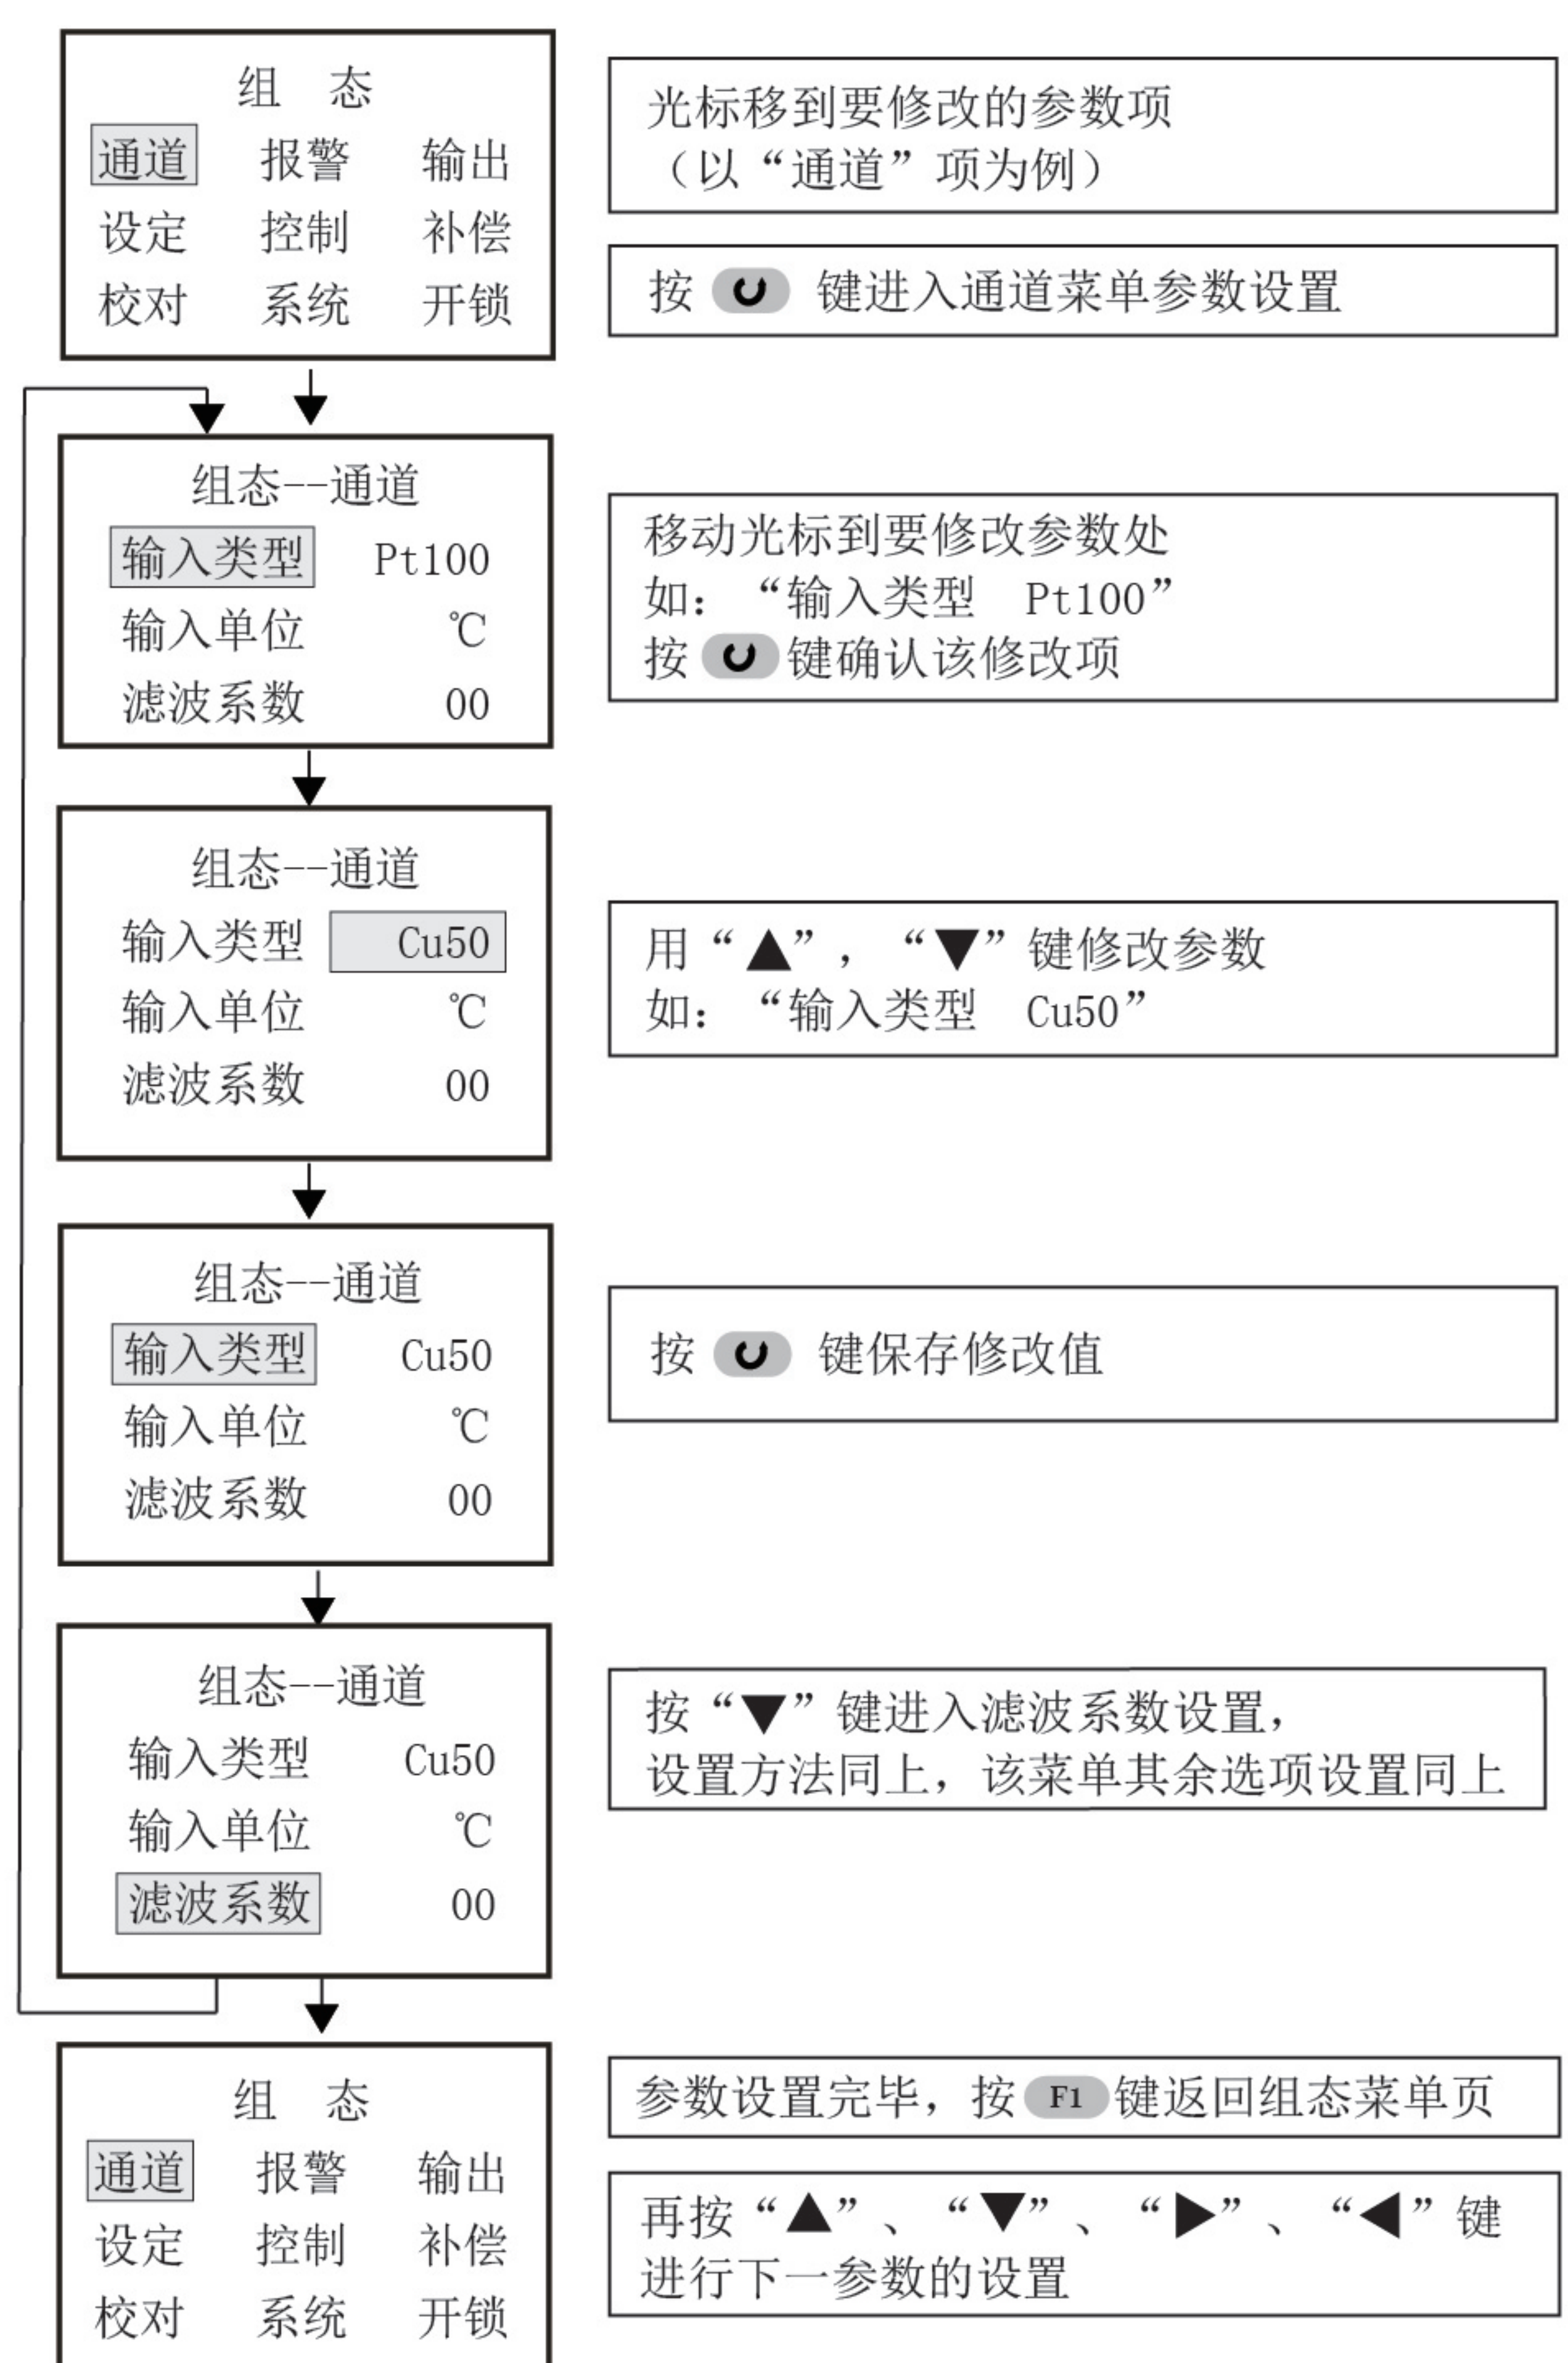 组 态
通道 报警 输出
设定 控制 补偿
校对 系统 开锁
光标移到要修改的参数项
（以“通道”项为例）
按 键进入通道菜单参数设置
组态--通道
输入类型 Pt100
输入单位 ℃
滤波系数 00
移动光标到要修改参数处
如：“输入类型 Pt100”
按 键确认该修改项
组态--通道
输入类型 Cu50
输入单位 ℃
滤波系数 00
用“▲”，“▼”键修改参数
如：“输入类型 Cu50”
组态--通道
输入类型 Cu50
输入单位 ℃
滤波系数 00
按 键保存修改值
组态--通道
输入类型 Cu50
输入单位 ℃
滤波系数 00
按“▼”键进入滤波系数设置，
设置方法同上，该菜单其余选项设置同上
组 态
通道 报警 输出
设定 控制 补偿
校对 系统 开锁
参数设置完毕，按 F1 键返回组态菜单页
再按“▲”、“▼”、“▶”、“◀”键
进行下一参数的设置